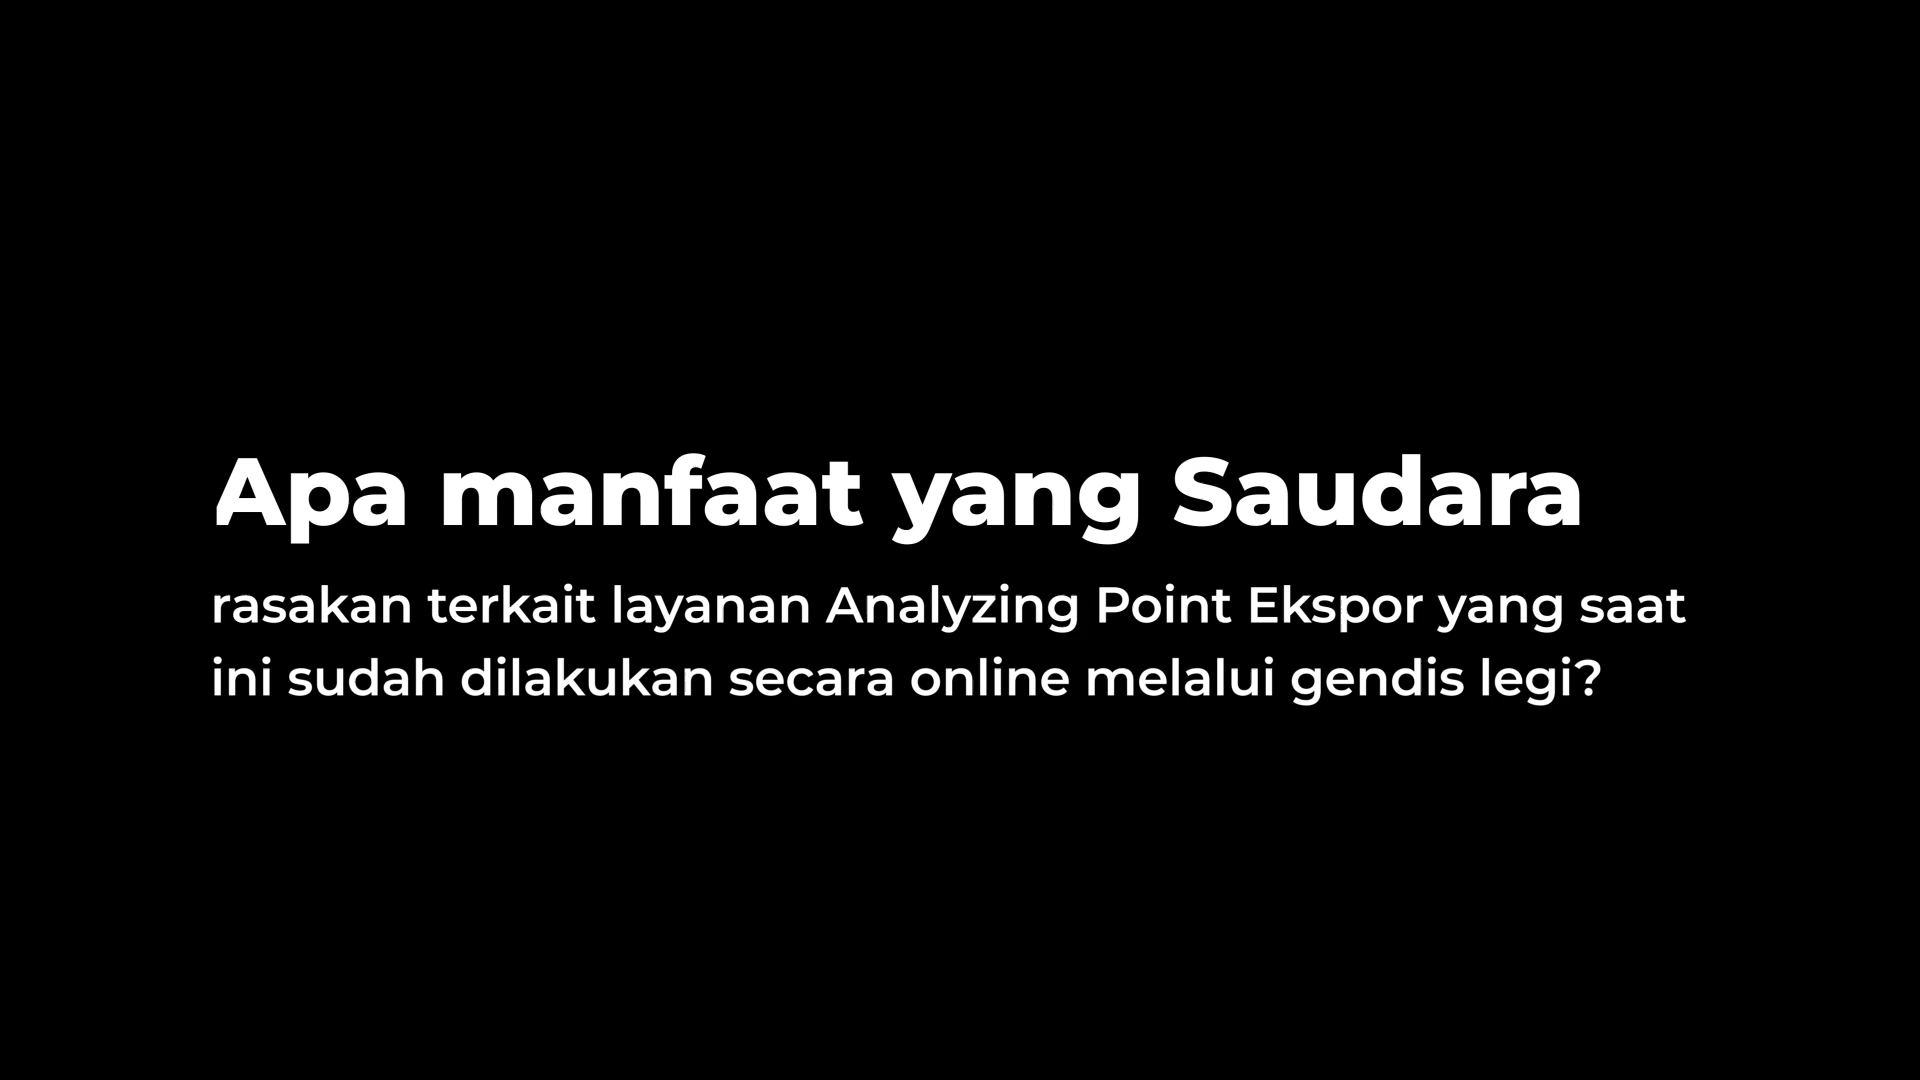 Apa manfaat yang Saudara
rasakan terkait layanan Analyzing Point Ekspor yang saat
ini sudah dilakukan secara online melalui gendis legi?